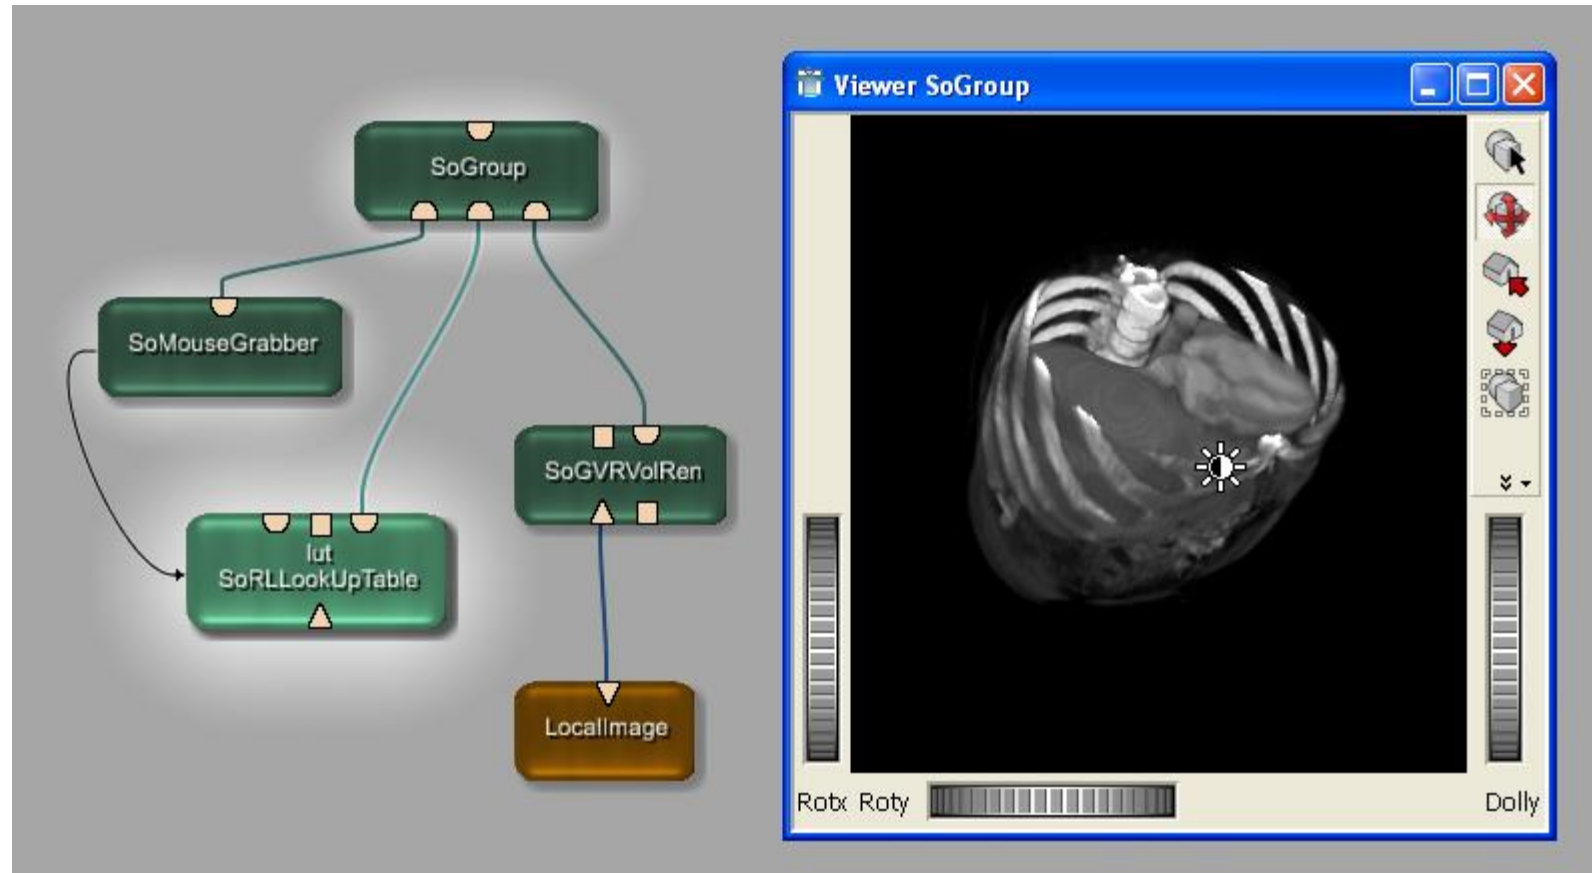 SoGroup
SoMouseGrabber
lut
SoRLLookUpTable
SoGVRVolRen
LocalImage
Viewer SoGroup
Rotx Roty
Dolly